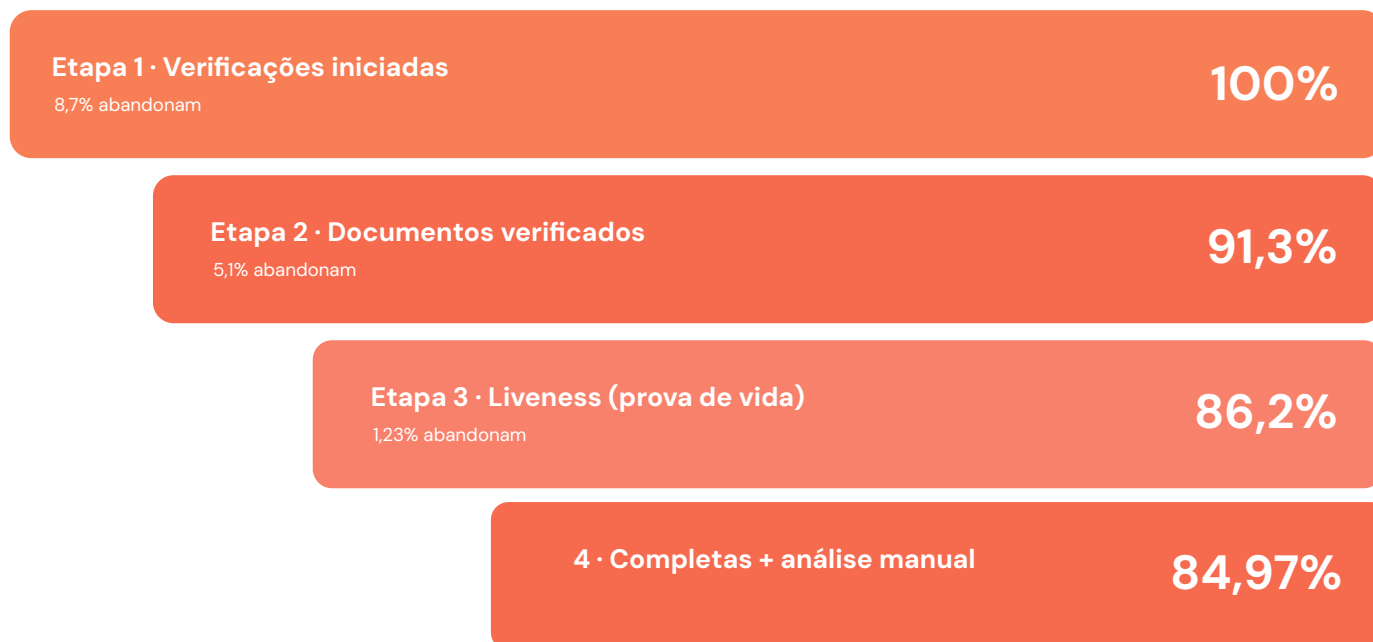 Etapa 1 · Verificações iniciadas
8,7% abandonam
100%
Etapa 2 · Documentos verificados
5,1% abandonam
91,3%
Etapa 3 · Liveness (prova de vida)
1,23% abandonam
86,2%
4 · Completas + análise manual
84,97%